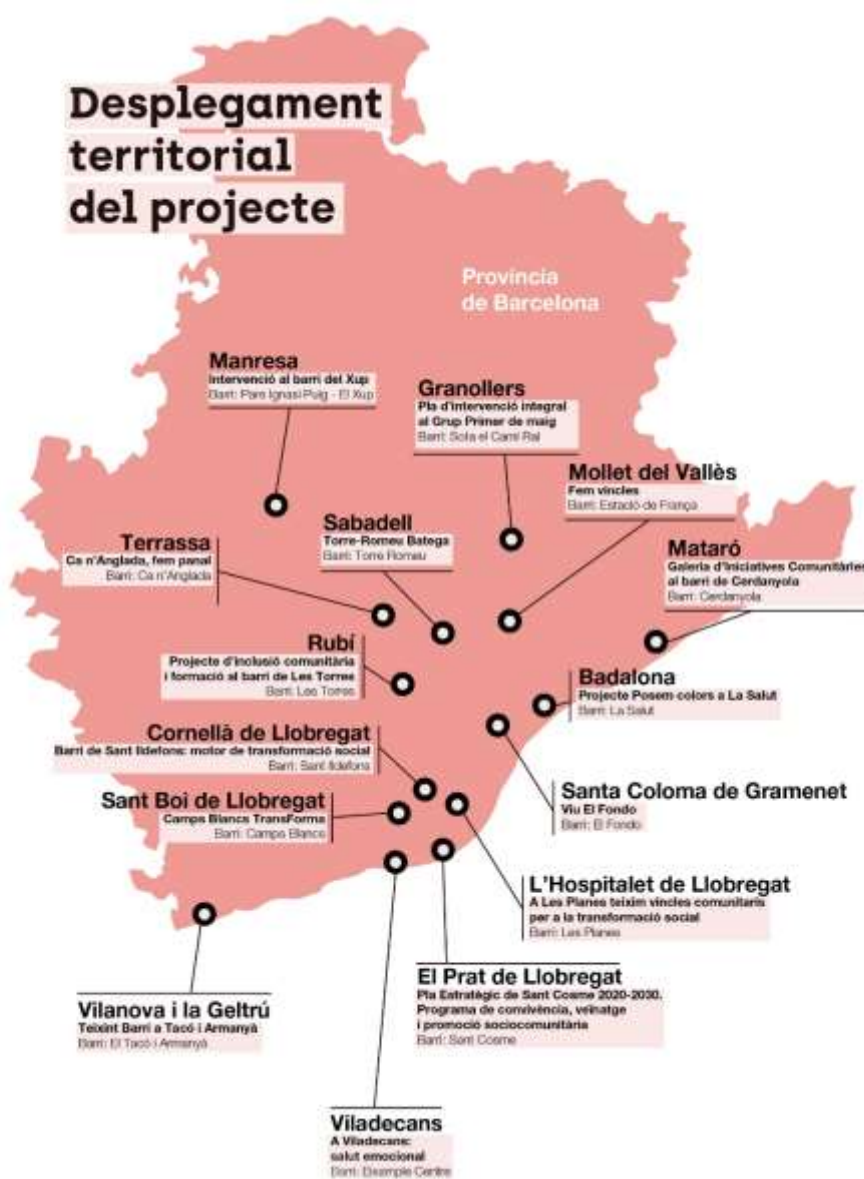 Desplegament
territorial
del projecte
Província
de Barcelona
Manresa
Intervenció al barri del Xup
Barri: Pare Ignasi Puig - El Xup
Granollers
Pla d'intervenció integral
al Grup Primer de maig
Barri: Sota el Camí Ral
Mollet del Vallès
Fem vincles
Barri: Estació de França
Sabadell
Torre-Romeu Batega
Barri: Torre Romeu
Terrassa
Ca n'Anglada, fem panal
Barri: Ca n'Anglada
Mataró
Galeria d'Iniciatives Comunitàries
al barri de Cerdanyola
Barri: Cerdanyola
Rubí
Projecte d'inclusió comunitària
i formació al barri de Les Torres
Barri: Les Torres
Badalona
Projecte Posem colors a La Salut
Barri: La Salut
Cornellà de Llobregat
Barri de Sant Ildefons: motor de transformació social
Barri: Sant Ildefons
Santa Coloma de Gramenet
Viu El Fondo
Barri: El Fondo
Sant Boi de Llobregat
Camps Blancs TransForma
Barri: Camps Blancs
L'Hospitalet de Llobregat
A Les Planes teixim vincles comunitaris
per a la transformació social
Barri: Les Planes
El Prat de Llobregat
Pla Estratègic de Sant Cosme 2020-2030.
Programa de convivència, veïnatge
i promoció sociocomunitària
Barri: Sant Cosme
Vilanova i la Geltrú
Teixint Barri a Tacó i Armanyà
Barri: El Tacó i Armanyà
Viladecans
A Viladecans:
salut emocional
Barri: Eixample Centre